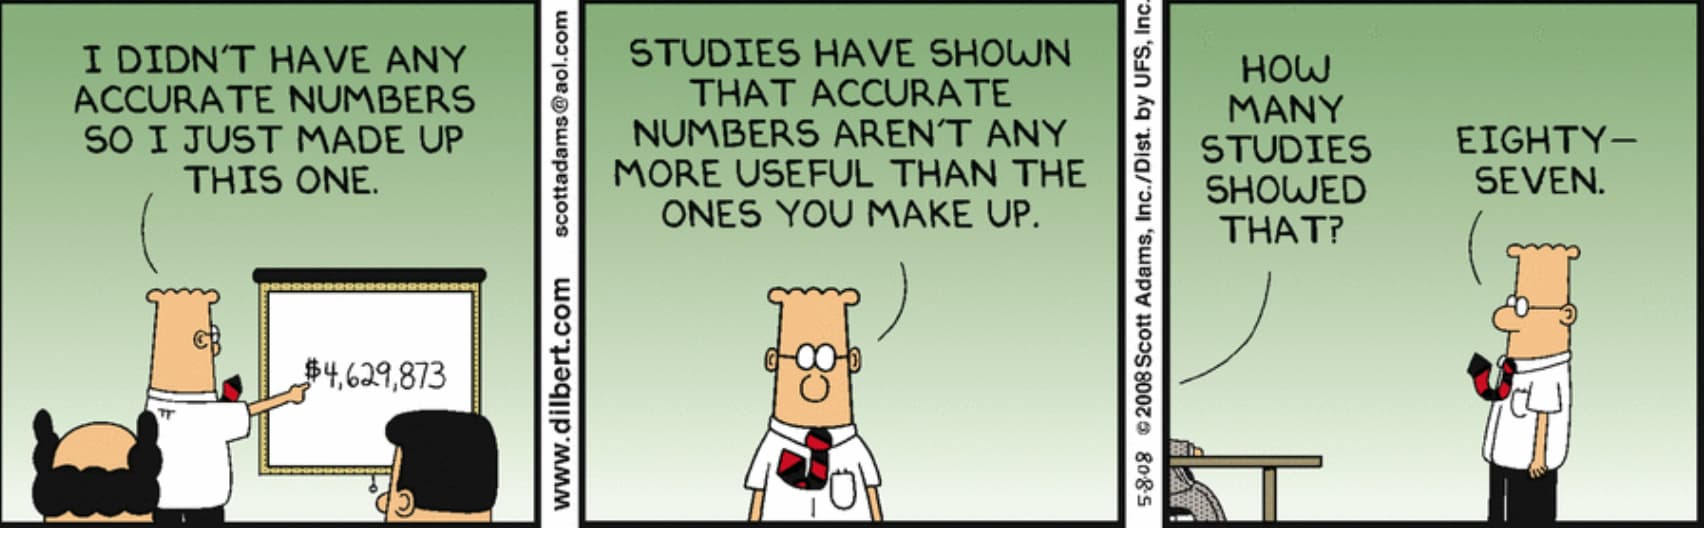 I DIDN'T HAVE ANY
ACCURATE NUMBERS
SO I JUST MADE UP
THIS ONE.
$4,629,873
www.dilbert.com scottadams@aol.com
STUDIES HAVE SHOWN
THAT ACCURATE
NUMBERS AREN'T ANY
MORE USEFUL THAN THE
ONES YOU MAKE UP.
5-8-08 ©2008 Scott Adams, Inc./Dist. by UFS, Inc.
HOW
MANY
STUDIES
SHOWED
THAT?
EIGHTY-
SEVEN.